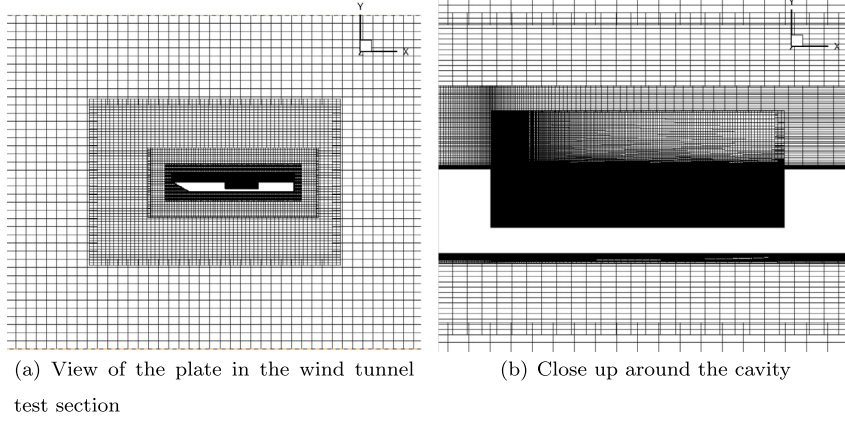 Y
X
Z
Y
X
Z
(a) View of the plate in the wind tunnel
test section
(b) Close up around the cavity